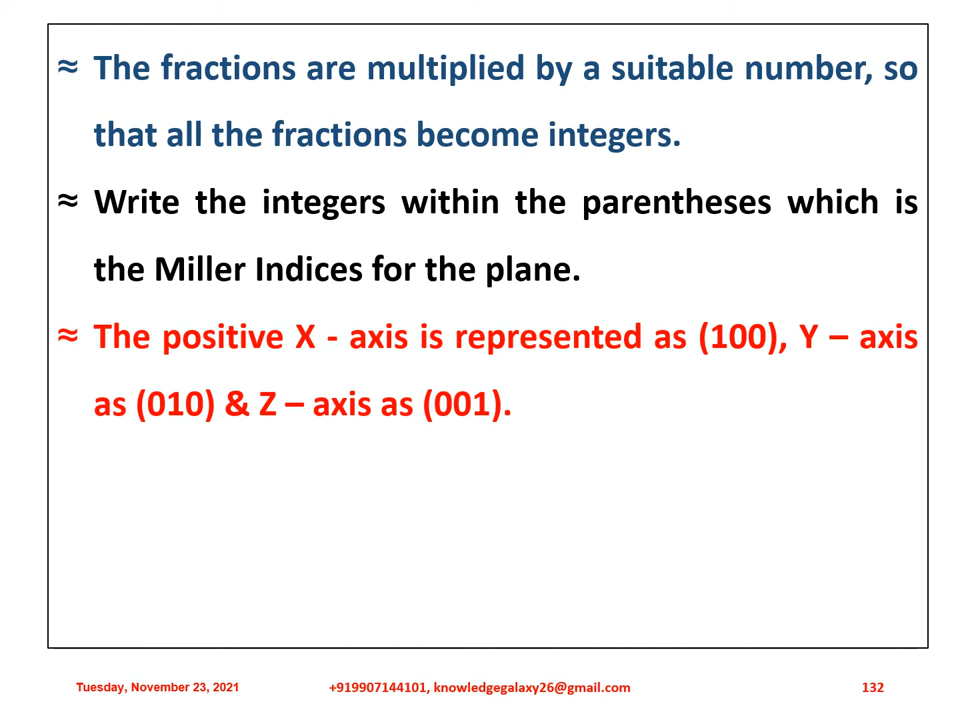 ≈ The fractions are multiplied by a suitable number, so
that all the fractions become integers.
≈ Write the integers within the parentheses which is
the Miller Indices for the plane.
≈ The positive X - axis is represented as (100), Y – axis
as (010) & Z – axis as (001).
Tuesday, November 23, 2021 +919907144101, knowledgegalaxy26@gmail.com 132